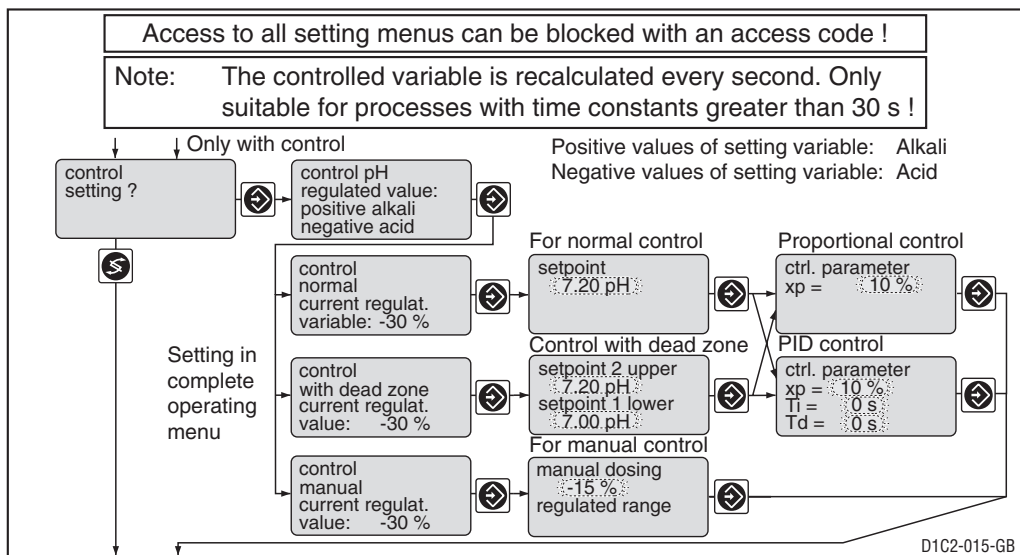 Access to all setting menus can be blocked with an access code !
Note: The controlled variable is recalculated every second. Only
suitable for processes with time constants greater than 30 s !
Only with control
Positive values of setting variable: Alkali
Negative values of setting variable: Acid
control
setting ?
control pH
regulated value:
positive alkali
negative acid
For normal control
Proportional control
control
normal
current regulat.
variable: -30 %
setpoint
7.20 pH
ctrl. parameter
xp = 10 %
Setting in
complete
operating
menu
Control with dead zone
PID control
control
with dead zone
current regulat.
value: -30 %
setpoint 2 upper
7.20 pH
setpoint 1 lower
7.00 pH
ctrl. parameter
xp = 10 %
Ti = 0 s
Td = 0 s
For manual control
control
manual
current regulat.
value: -30 %
manual dosing
-15 %
regulated range
D1C2-015-GB